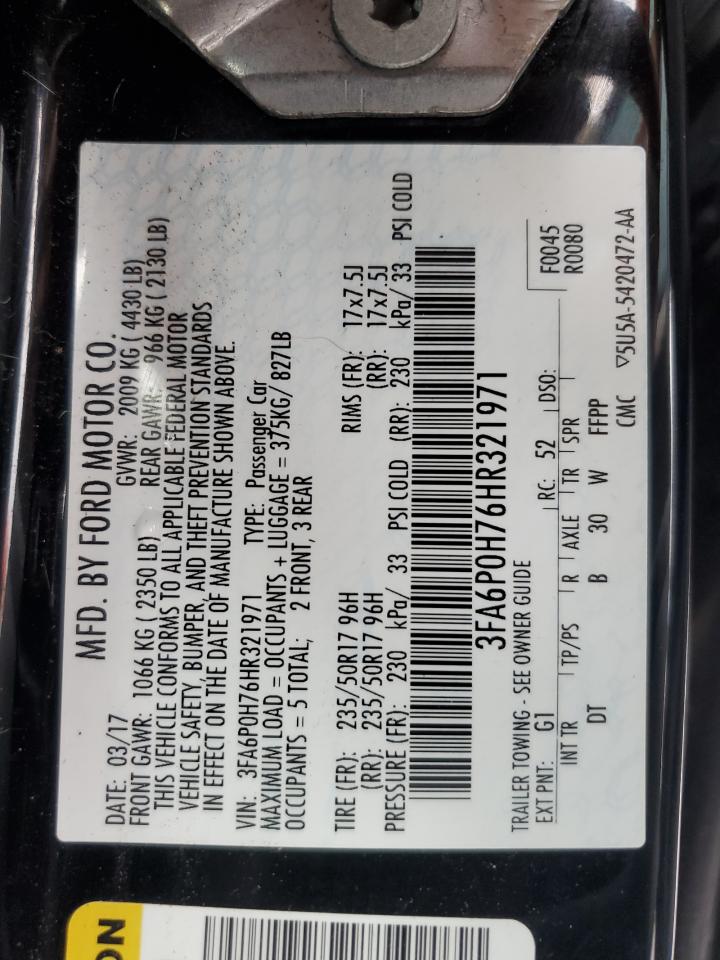 MFD. BY FORD MOTOR CO.
DATE: 03/17 GVWR: 2009 KG ( 4430 LB)
FRONT GAWR: 1066 KG ( 2350 LB) REAR GAWR: 966 KG ( 2130 LB)
THIS VEHICLE CONFORMS TO ALL APPLICABLE FEDERAL MOTOR
VEHICLE SAFETY, BUMPER, AND THEFT PREVENTION STANDARDS
IN EFFECT ON THE DATE OF MANUFACTURE SHOWN ABOVE.
VIN: 3FA6P0H76HR321971 TYPE: Passenger Car
MAXIMUM LOAD = OCCUPANTS + LUGGAGE = 375KG/ 827LB
OCCUPANTS = 5 TOTAL; 2 FRONT, 3 REAR
TIRE (FR): 235/50R17 96H RIMS (FR): 17x7.5J
(RR): 235/50R17 96H (RR): 17x7.5J
PRESSURE (FR): 230 kPa/ 33 PSI COLD (RR): 230 kPa/ 33 PSI COLD
3FA6P0H76HR321971
TRAILER TOWING - SEE OWNER GUIDE
EXT PNT: G1 RC: 52 DSO: F0045
R0080
INT TR TP/PS R AXLE TR SPR
DT B 30 W FFPP
CMC ▽5U5A-5420472-AA
ON